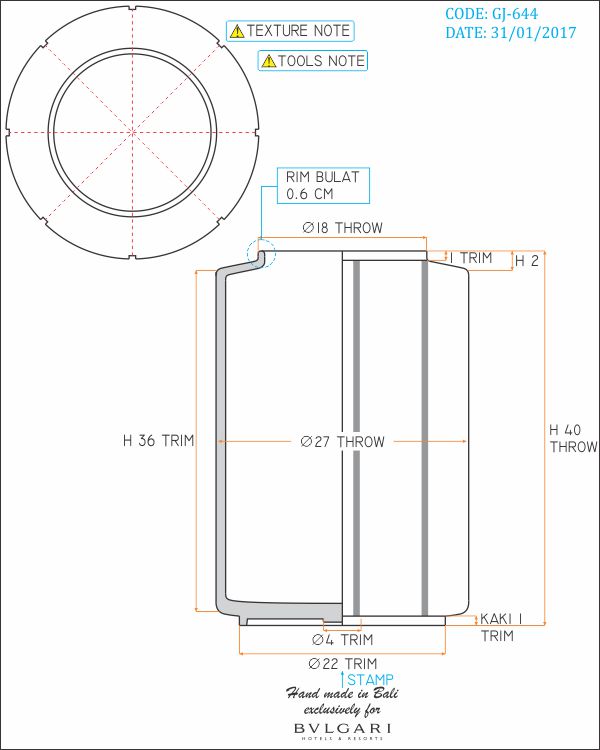 CODE: GJ-644
DATE: 31/01/2017
TEXTURE NOTE
TOOLS NOTE
RIM BULAT
0.6 CM
∅18 THROW
1 TRIM
H 2
H 36 TRIM
∅27 THROW
H 40
THROW
KAKI 1
TRIM
∅4 TRIM
∅22 TRIM
STAMP
Hand made in Bali
exclusively for
BVLGARI
HOTELS & RESORTS